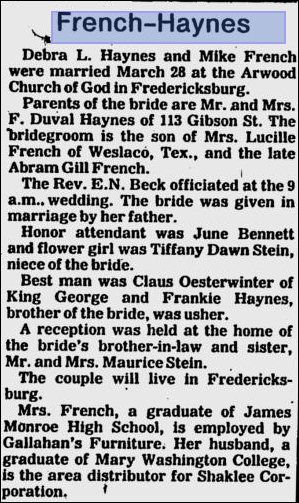 French-Haynes
Debra L. Haynes and Mike French
were married March 28 at the Arwood
Church of God in Fredericksburg.
Parents of the bride are Mr. and Mrs.
F. Duval Haynes of 113 Gibson St. The
bridegroom is the son of Mrs. Lucille
French of Weslaco, Tex., and the late
Abram Gill French.
The Rev. E.N. Beck officiated at the 9
a.m., wedding. The bride was given in
marriage by her father.
Honor attendant was June Bennett
and flower girl was Tiffany Dawn Stein,
niece of the bride.
Best man was Claus Oesterwinter of
King George and Frankie Haynes,
brother of the bride, was usher.
A reception was held at the home of
the bride's brother-in-law and sister,
Mr. and Mrs. Maurice Stein.
The couple will live in Fredericks-
burg.
Mrs. French, a graduate of James
Monroe High School, is employed by
Gallahan's Furniture. Her husband, a
graduate of Mary Washington College,
is the area distributor for Shaklee Cor-
poration.